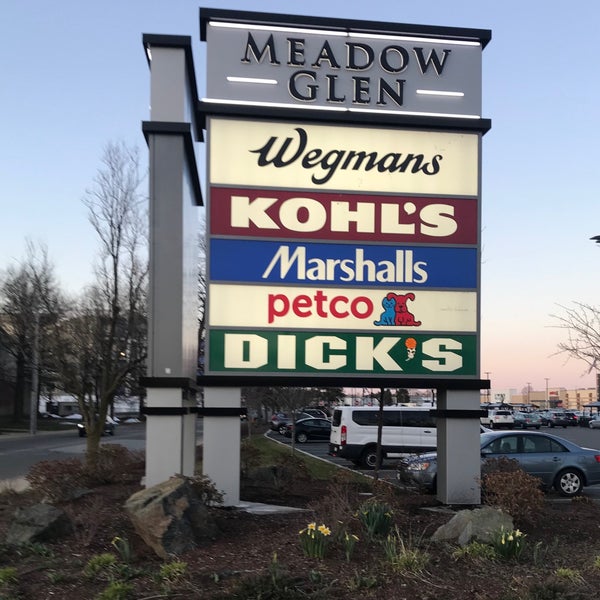 MEADOW
GLEN
Wegmans
KOHL'S
Marshalls
petco
DICK'S